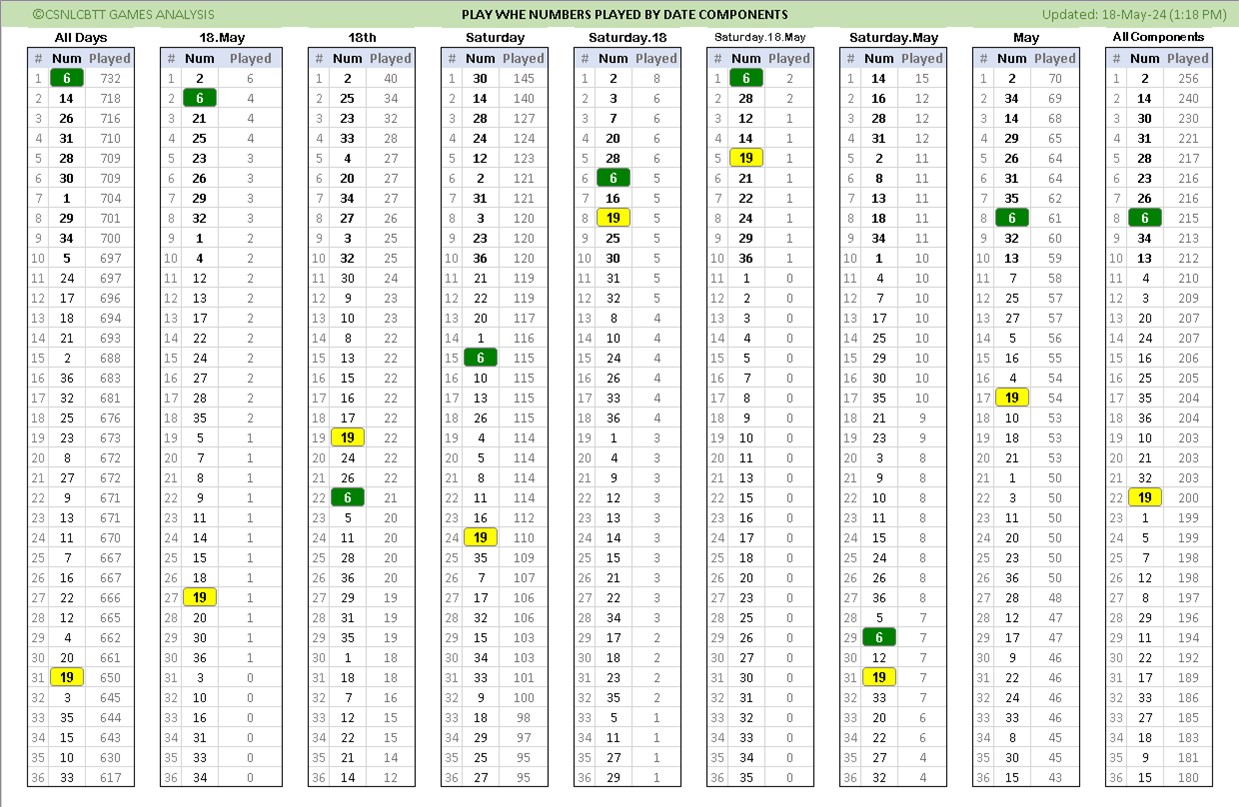 ©CSNLCBTT GAMES ANALYSIS PLAY WHE NUMBERS PLAYED BY DATE COMPONENTS Updated: 18-May-24 (1:18 PM)
All Days 18.May 18th Saturday Saturday.18 Saturday.18.May Saturday.May May All Components
# Num Played # Num Played # Num Played # Num Played # Num Played # Num Played # Num Played # Num Played # Num Played
1 6 732 1 2 6 1 2 40 1 30 145 1 2 8 1 6 2 1 14 15 1 2 70 1 2 256
2 14 718 2 6 4 2 25 34 2 14 140 2 3 6 2 28 2 2 16 12 2 34 69 2 14 240
3 26 716 3 21 4 3 23 32 3 28 127 3 7 6 3 12 1 3 28 12 3 14 68 3 30 230
4 31 710 4 25 4 4 33 28 4 24 124 4 20 6 4 14 1 4 31 12 4 29 65 4 31 221
5 28 709 5 23 3 5 4 27 5 12 123 5 28 6 5 19 1 5 2 11 5 26 64 5 28 217
6 30 709 6 26 3 6 20 27 6 2 121 6 6 5 6 21 1 6 8 11 6 31 64 6 23 216
7 1 704 7 29 3 7 34 27 7 31 121 7 16 5 7 22 1 7 13 11 7 35 62 7 26 216
8 29 701 8 32 3 8 27 26 8 3 120 8 19 5 8 24 1 8 18 11 8 6 61 8 6 215
9 34 700 9 1 2 9 3 25 9 23 120 9 25 5 9 29 1 9 34 11 9 32 60 9 34 213
10 5 697 10 4 2 10 32 25 10 36 120 10 30 5 10 36 1 10 1 10 10 13 59 10 13 212
11 24 697 11 12 2 11 30 24 11 21 119 11 31 5 11 1 0 11 4 10 11 7 58 11 4 210
12 17 696 12 13 2 12 9 23 12 22 119 12 32 5 12 2 0 12 7 10 12 25 57 12 3 209
13 18 694 13 17 2 13 10 23 13 20 117 13 8 4 13 3 0 13 17 10 13 27 57 13 20 207
14 21 693 14 22 2 14 8 22 14 1 116 14 10 4 14 4 0 14 25 10 14 5 56 14 24 207
15 2 688 15 24 2 15 13 22 15 6 115 15 24 4 15 5 0 15 29 10 15 16 55 15 16 206
16 36 683 16 27 2 16 15 22 16 10 115 16 26 4 16 7 0 16 30 10 16 4 54 16 25 205
17 32 681 17 28 2 17 16 22 17 13 115 17 33 4 17 8 0 17 35 10 17 19 54 17 35 204
18 25 676 18 35 2 18 17 22 18 26 115 18 36 4 18 9 0 18 21 9 18 10 53 18 36 204
19 23 673 19 5 1 19 19 22 19 4 114 19 1 3 19 10 0 19 23 9 19 18 53 19 10 203
20 8 672 20 7 1 20 24 22 20 5 114 20 4 3 20 11 0 20 3 8 20 21 53 20 21 203
21 27 672 21 8 1 21 26 22 21 8 114 21 9 3 21 13 0 21 9 8 21 1 50 21 32 203
22 9 671 22 9 1 22 6 21 22 11 114 22 12 3 22 15 0 22 10 8 22 3 50 22 19 200
23 13 671 23 11 1 23 5 20 23 16 112 23 13 3 23 16 0 23 11 8 23 11 50 23 1 199
24 11 670 24 14 1 24 11 20 24 19 110 24 14 3 24 17 0 24 15 8 24 20 50 24 5 199
25 7 667 25 15 1 25 28 20 25 35 109 25 15 3 25 18 0 25 24 8 25 23 50 25 7 198
26 16 667 26 18 1 26 36 20 26 7 107 26 21 3 26 20 0 26 26 8 26 36 50 26 12 198
27 22 666 27 19 1 27 29 19 27 17 106 27 22 3 27 23 0 27 36 8 27 28 48 27 8 197
28 12 665 28 20 1 28 31 19 28 32 106 28 34 3 28 25 0 28 5 7 28 12 47 28 29 196
29 4 662 29 30 1 29 35 19 29 15 103 29 17 2 29 26 0 29 6 7 29 17 47 29 11 194
30 20 661 30 36 1 30 1 18 30 34 103 30 18 2 30 27 0 30 12 7 30 9 46 30 22 192
31 19 650 31 3 0 31 18 18 31 33 101 31 23 2 31 30 0 31 19 7 31 22 46 31 17 189
32 3 645 32 10 0 32 7 16 32 9 100 32 35 2 32 31 0 32 33 7 32 24 46 32 33 186
33 35 644 33 16 0 33 12 15 33 18 98 33 5 1 33 32 0 33 20 6 33 33 46 33 27 185
34 15 643 34 31 0 34 22 15 34 29 97 34 11 1 34 33 0 34 22 6 34 8 45 34 18 183
35 10 630 35 33 0 35 21 14 35 25 95 35 27 1 35 34 0 35 27 4 35 30 45 35 9 181
36 33 617 36 34 0 36 14 12 36 27 95 36 29 1 36 35 0 36 32 4 36 15 43 36 15 180